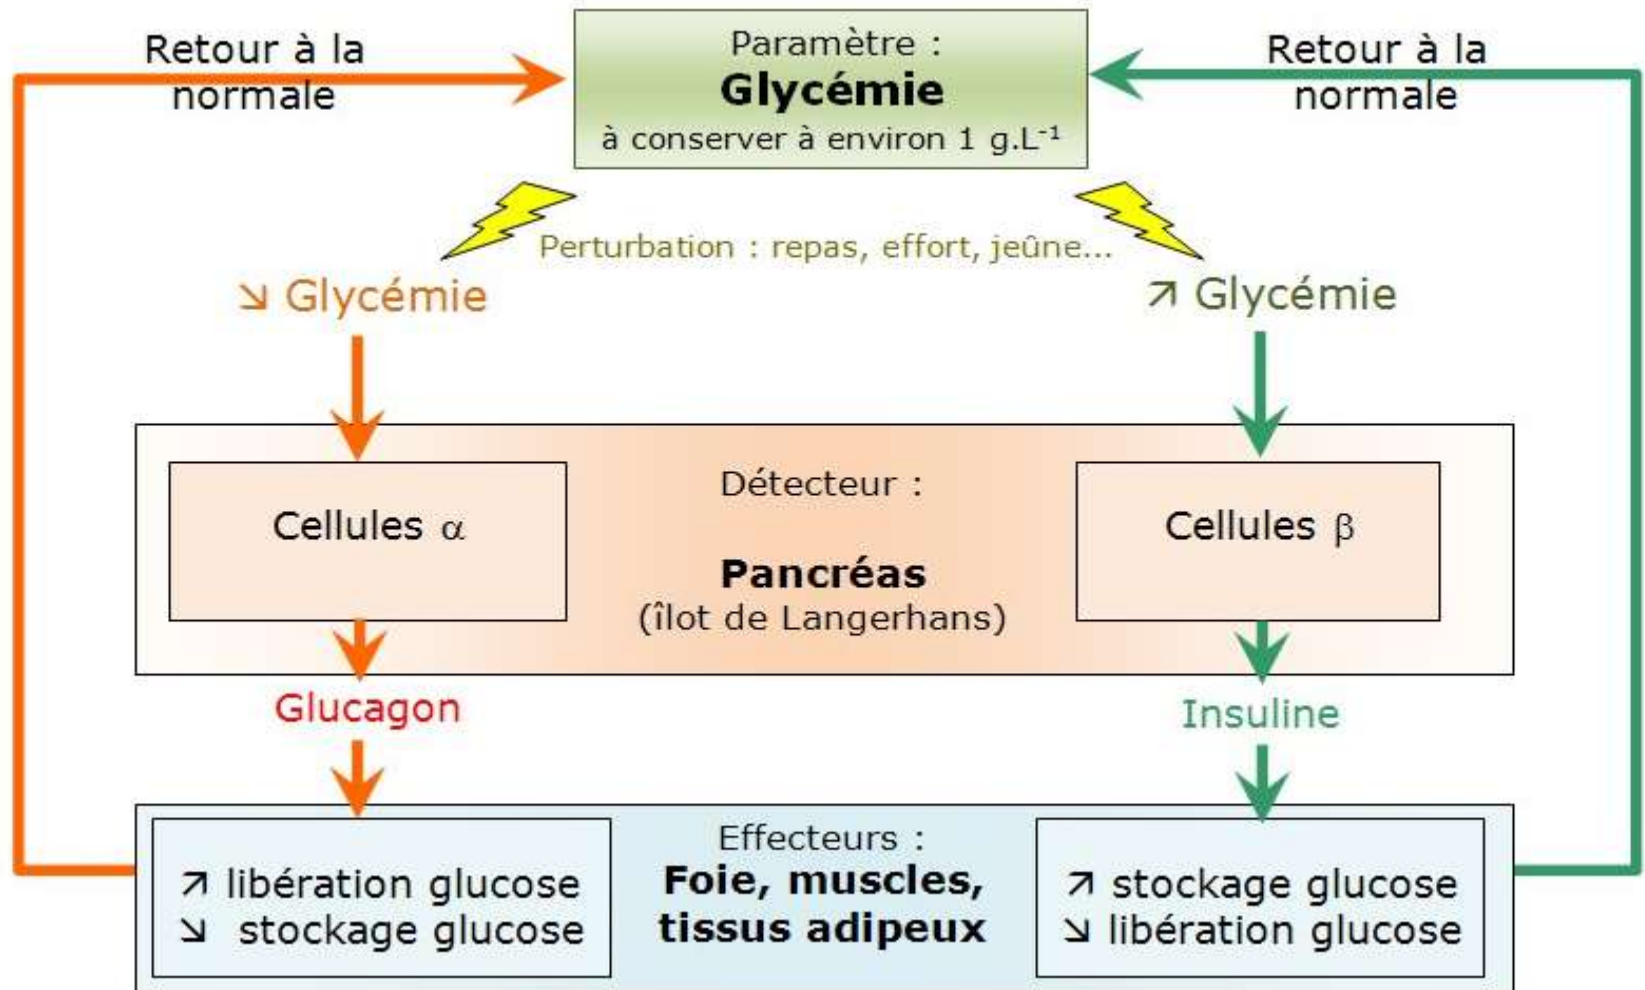 Retour à la
normale
Paramètre :
Glycémie
à conserver à environ 1 g.L⁻¹
Retour à la
normale
Perturbation : repas, effort, jeûne...
↘ Glycémie
↗ Glycémie
Cellules α
Détecteur :
Pancréas
(îlot de Langerhans)
Cellules β
Glucagon
Insuline
↗ libération glucose
↘ stockage glucose
Effecteurs :
Foie, muscles,
tissus adipeux
↗ stockage glucose
↘ libération glucose